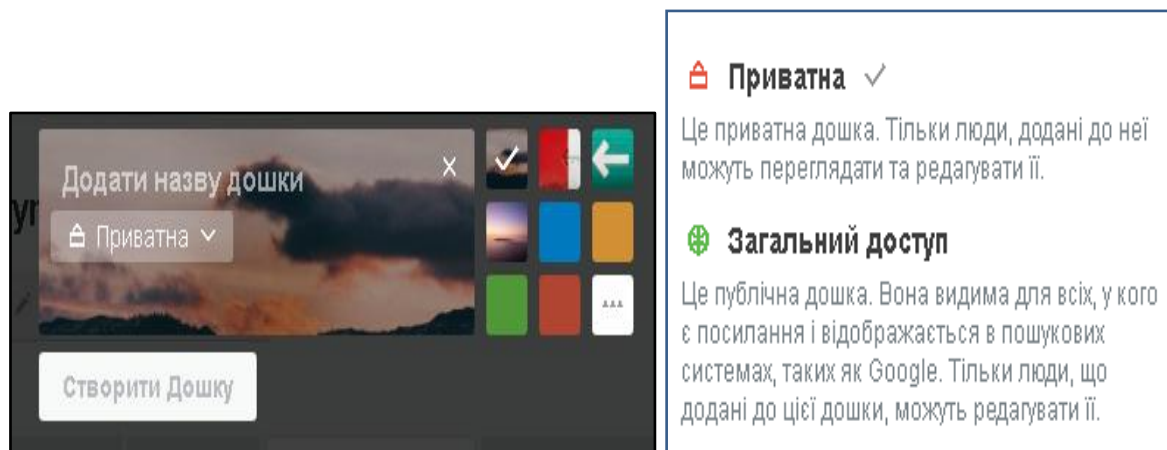 Додати назву дошки
Приватна
Створити Дошку
Приватна
Це приватна дошка. Тільки люди, додані до неї
можуть переглядати та редагувати її.
Загальний доступ
Це публічна дошка. Вона видима для всіх, у кого
є посилання і відображається в пошукових
системах, таких як Google. Тільки люди, що
додані до цієї дошки, можуть редагувати її.